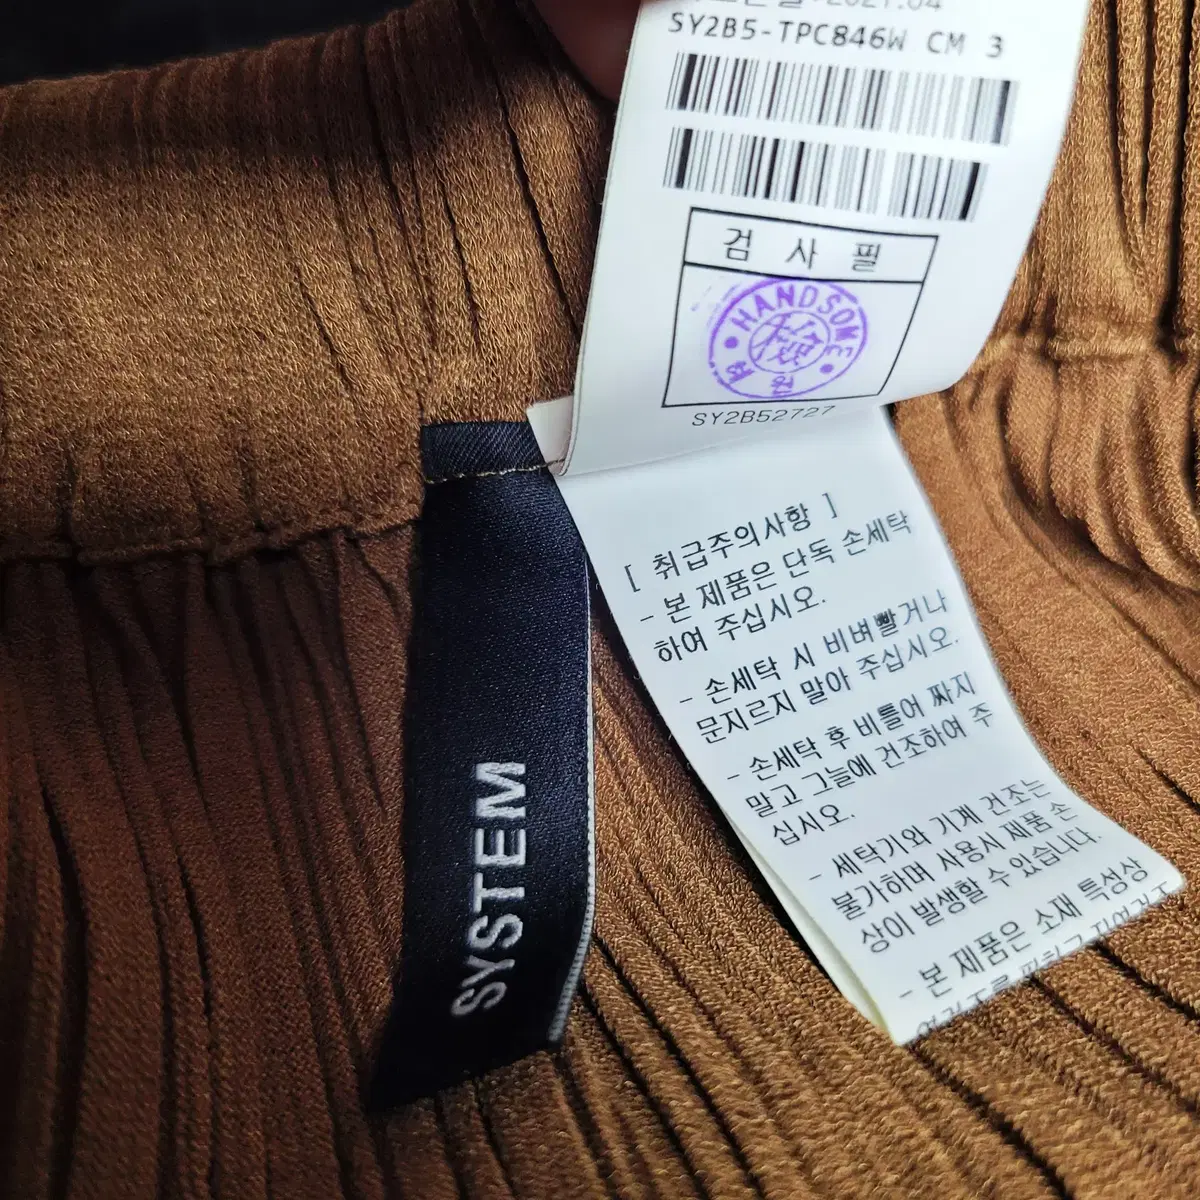 2021.04
SY2B5-TPC846W CM 3
검 사 필
HANDSOME
SY2B52727
[ 취급주의사항 ]
- 본 제품은 단독 손세탁
하여 주십시오.
- 손세탁 시 비벼빨거나
문지르지 말아 주십시오.
- 손세탁 후 비틀어 짜지
말고 그늘에 건조하여 주
십시오.
- 세탁기와 기계 건조는
불가하며 사용시 제품 손
상이 발생할 수 있습니다.
- 본 제품은 소재 특성상
SYSTEM